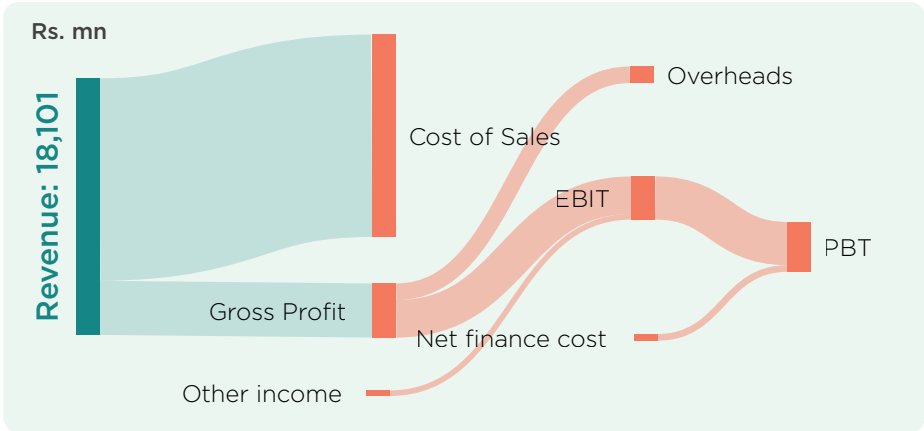 Rs. mn
Revenue: 18,101
Cost of Sales
Gross Profit
Other income
Overheads
EBIT
Net finance cost
PBT